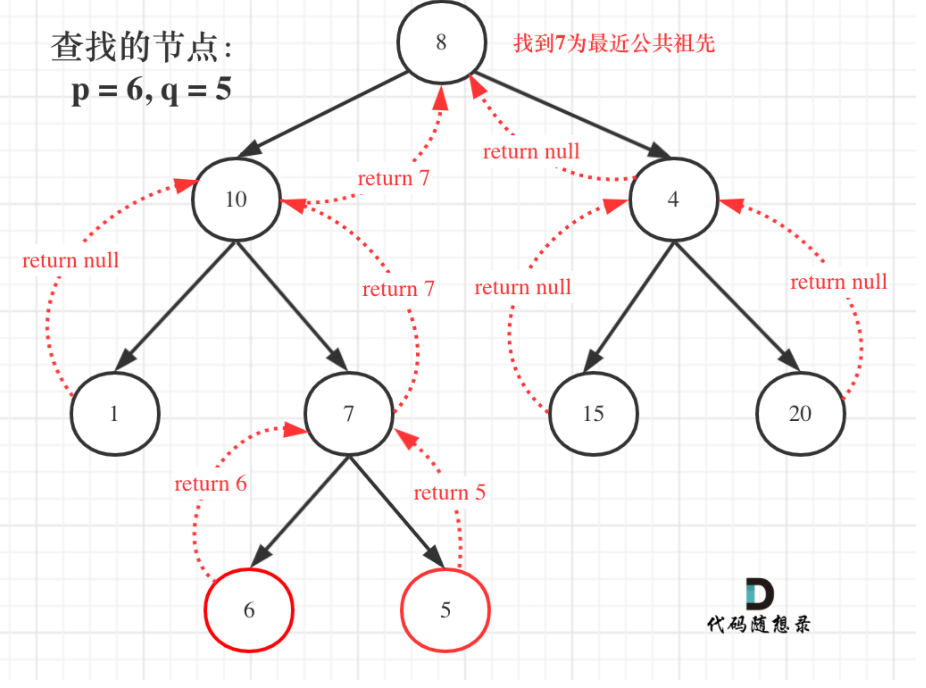 8
找到7为最近公共祖先
查找的节点:
p = 6, q = 5
return null
return 7
10
4
return null
return 7
return null
return null
1
7
15
20
return 6
return 5
6
5
代码随想录